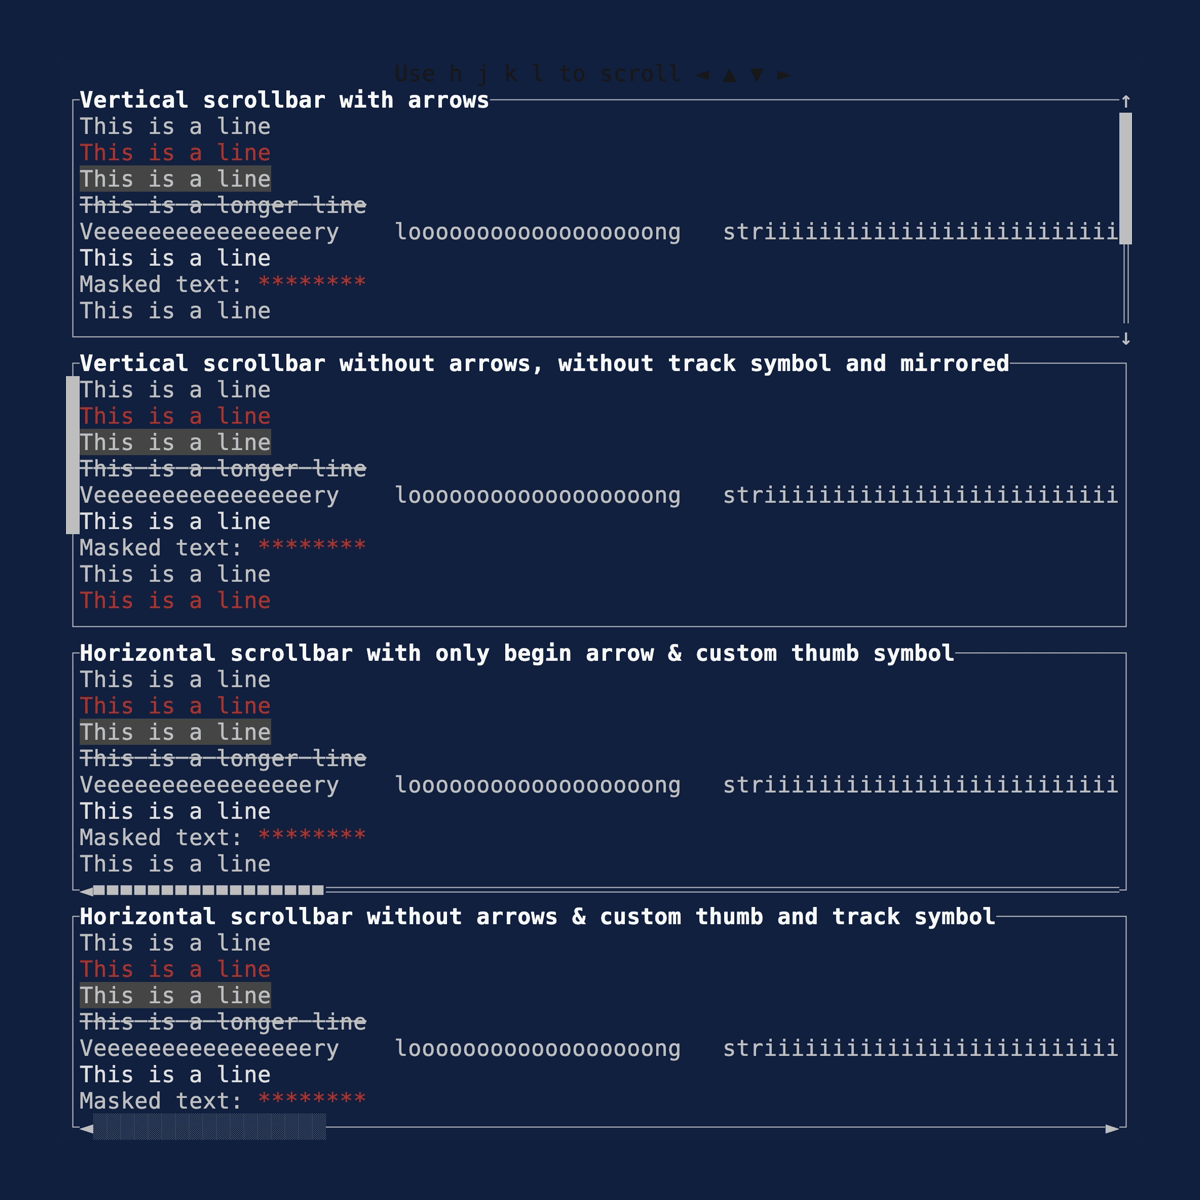 Use h j k l to scroll ◄ ▲ ▼ ►
Vertical scrollbar with arrows
This is a line
This is a line
This is a line
This is a longer line
Veeeeeeeeeeeeeeeery    loooooooooooooooooong   striiiiiiiiiiiiiiiiiiiiiiiiii
This is a line
Masked text: ********
This is a line
Vertical scrollbar without arrows, without track symbol and mirrored
This is a line
This is a line
This is a line
This is a longer line
Veeeeeeeeeeeeeeeery    loooooooooooooooooong   striiiiiiiiiiiiiiiiiiiiiiiiii
This is a line
Masked text: ********
This is a line
This is a line
Horizontal scrollbar with only begin arrow & custom thumb symbol
This is a line
This is a line
This is a line
This is a longer line
Veeeeeeeeeeeeeeeery    loooooooooooooooooong   striiiiiiiiiiiiiiiiiiiiiiiiii
This is a line
Masked text: ********
This is a line
Horizontal scrollbar without arrows & custom thumb and track symbol
This is a line
This is a line
This is a line
This is a longer line
Veeeeeeeeeeeeeeeery    loooooooooooooooooong   striiiiiiiiiiiiiiiiiiiiiiiiii
This is a line
Masked text: ********